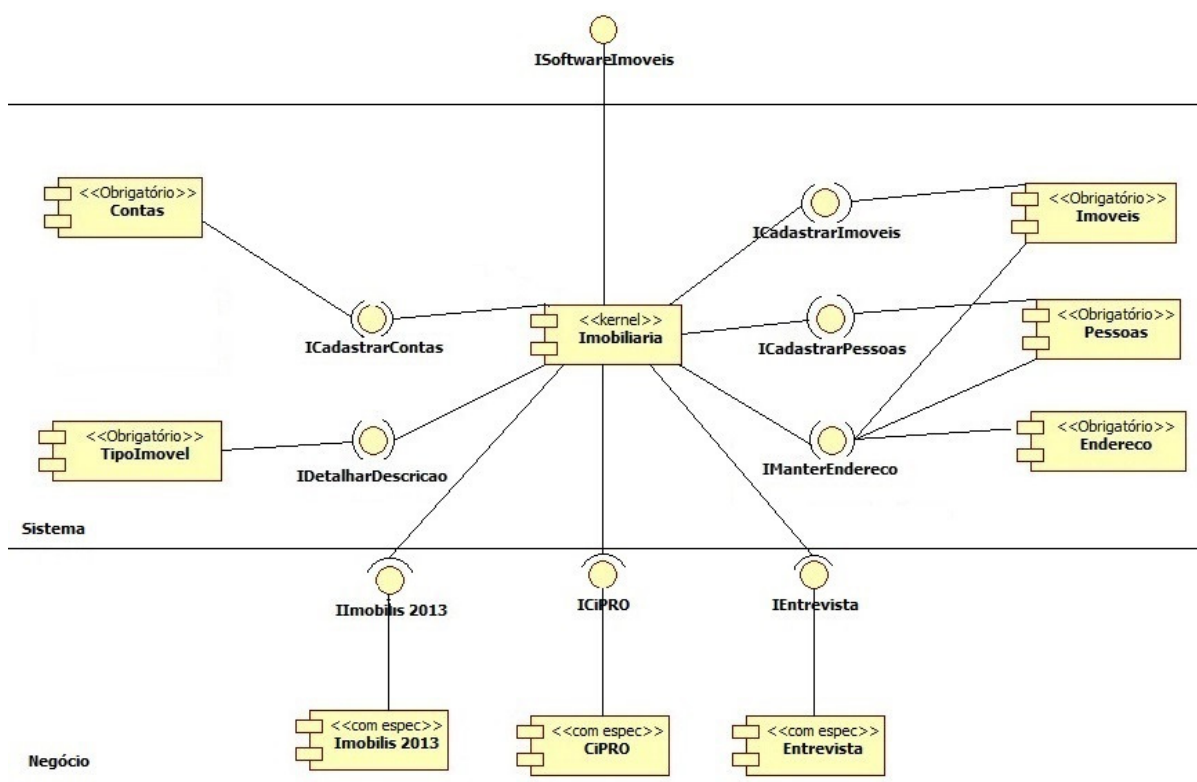 ISoftwareImoveis
<<Obrigatório>>
Contas
ICadastrarImoveis
<<Obrigatório>>
Imoveis
ICadastrarContas
<<kernel>>
Imobiliaria
ICadastrarPessoas
<<Obrigatório>>
Pessoas
<<Obrigatório>>
TipoImovel
IDetalharDescricao
IManterEndereco
<<Obrigatório>>
Endereco
Sistema
IImobilis 2013
ICiPRO
IEntrevista
<<com espec>>
Imobilis 2013
<<com espec>>
CiPRO
<<com espec>>
Entrevista
Negócio